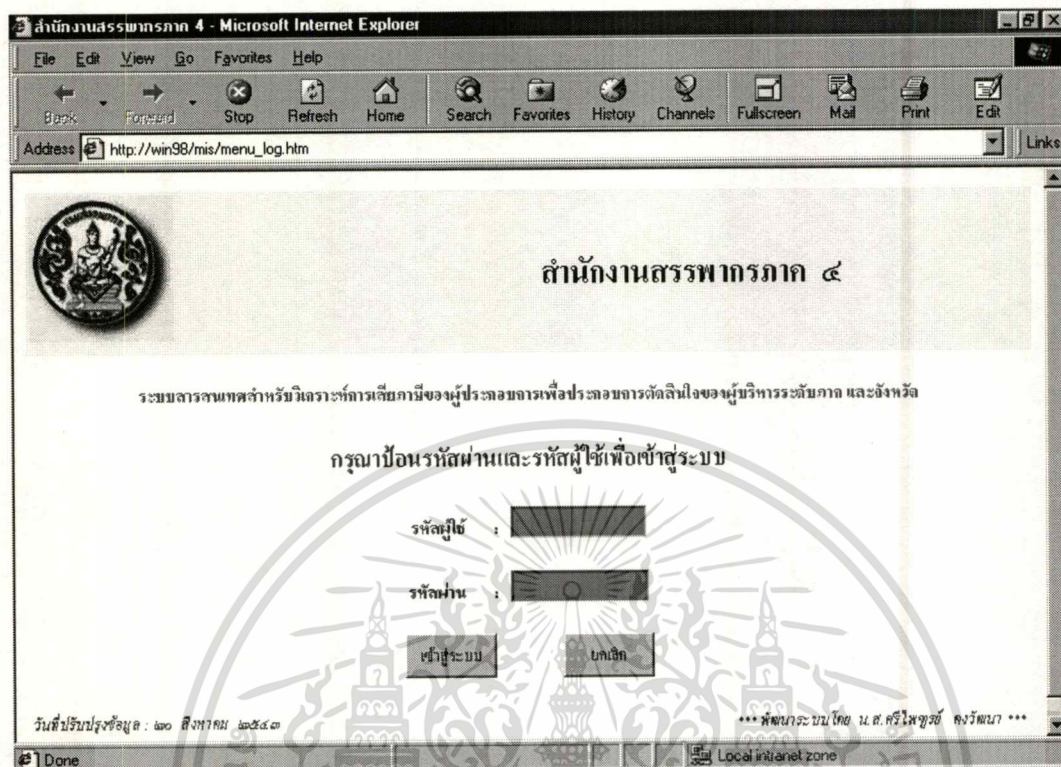 สำนักงานสรรพากรภาค 4 - Microsoft Internet Explorer
File Edit View Go Favorites Help
Back Forward Stop Refresh Home Search Favorites History Channels Fullscreen Mail Print Edit
Address http://win98/mis/menu_log.htm Links
สำนักงานสรรพากรภาค ๔
ระบบสารสนเทศสำหรับวิเคราะห์การเสียภาษีของผู้ประกอบการเพื่อประกอบการตัดสินใจของผู้บริหารระดับภาค และจังหวัด
กรุณาป้อนรหัสผ่านและรหัสผู้ใช้เพื่อเข้าสู่ระบบ
รหัสผู้ใช้ :
รหัสผ่าน :
เข้าสู่ระบบ ยกเลิก
วันที่ปรับปรุงข้อมูล : ๒๐ สิงหาคม ๒๕๔๓ *** พัฒนาระบบโดย น.ส.ศรีไพฑูรย์ คงวัฒนา ***
Done Local intranet zone